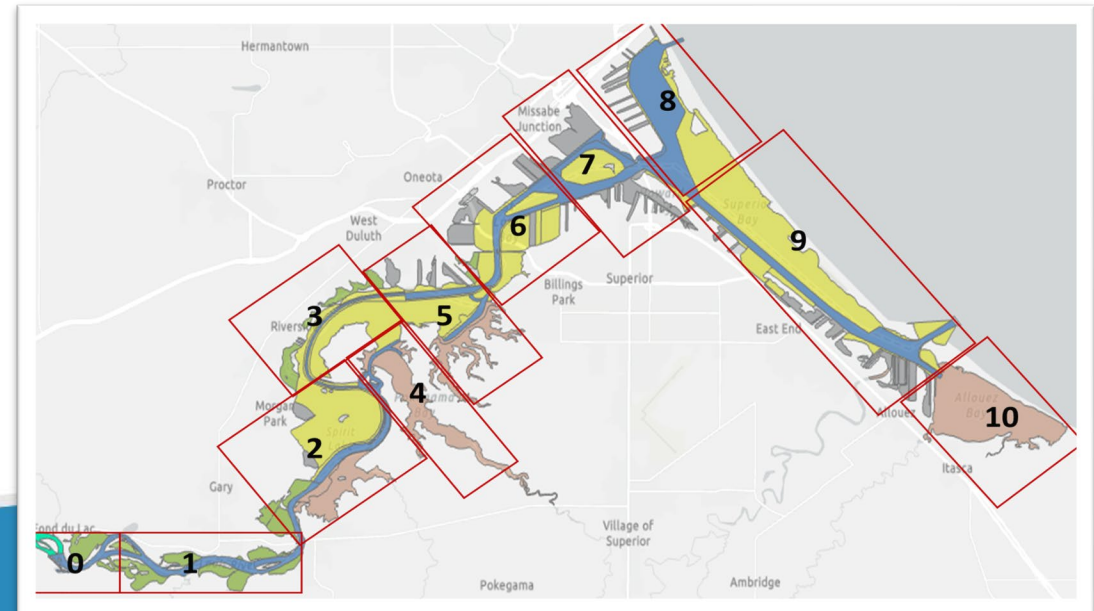 Hermantown
Missabe
Junction
8
7
Oneota
Proctor
West
Duluth
6
Superior
Bay
9
Superior
Billings
Park
3
5
East End
4
Bay
Morgan
Park
2
Spirit
Allouez
Allouez
Bay
10
Itasca
Gary
Fond du Lac
0
1
Village of
Superior
Pokegama
Ambridge